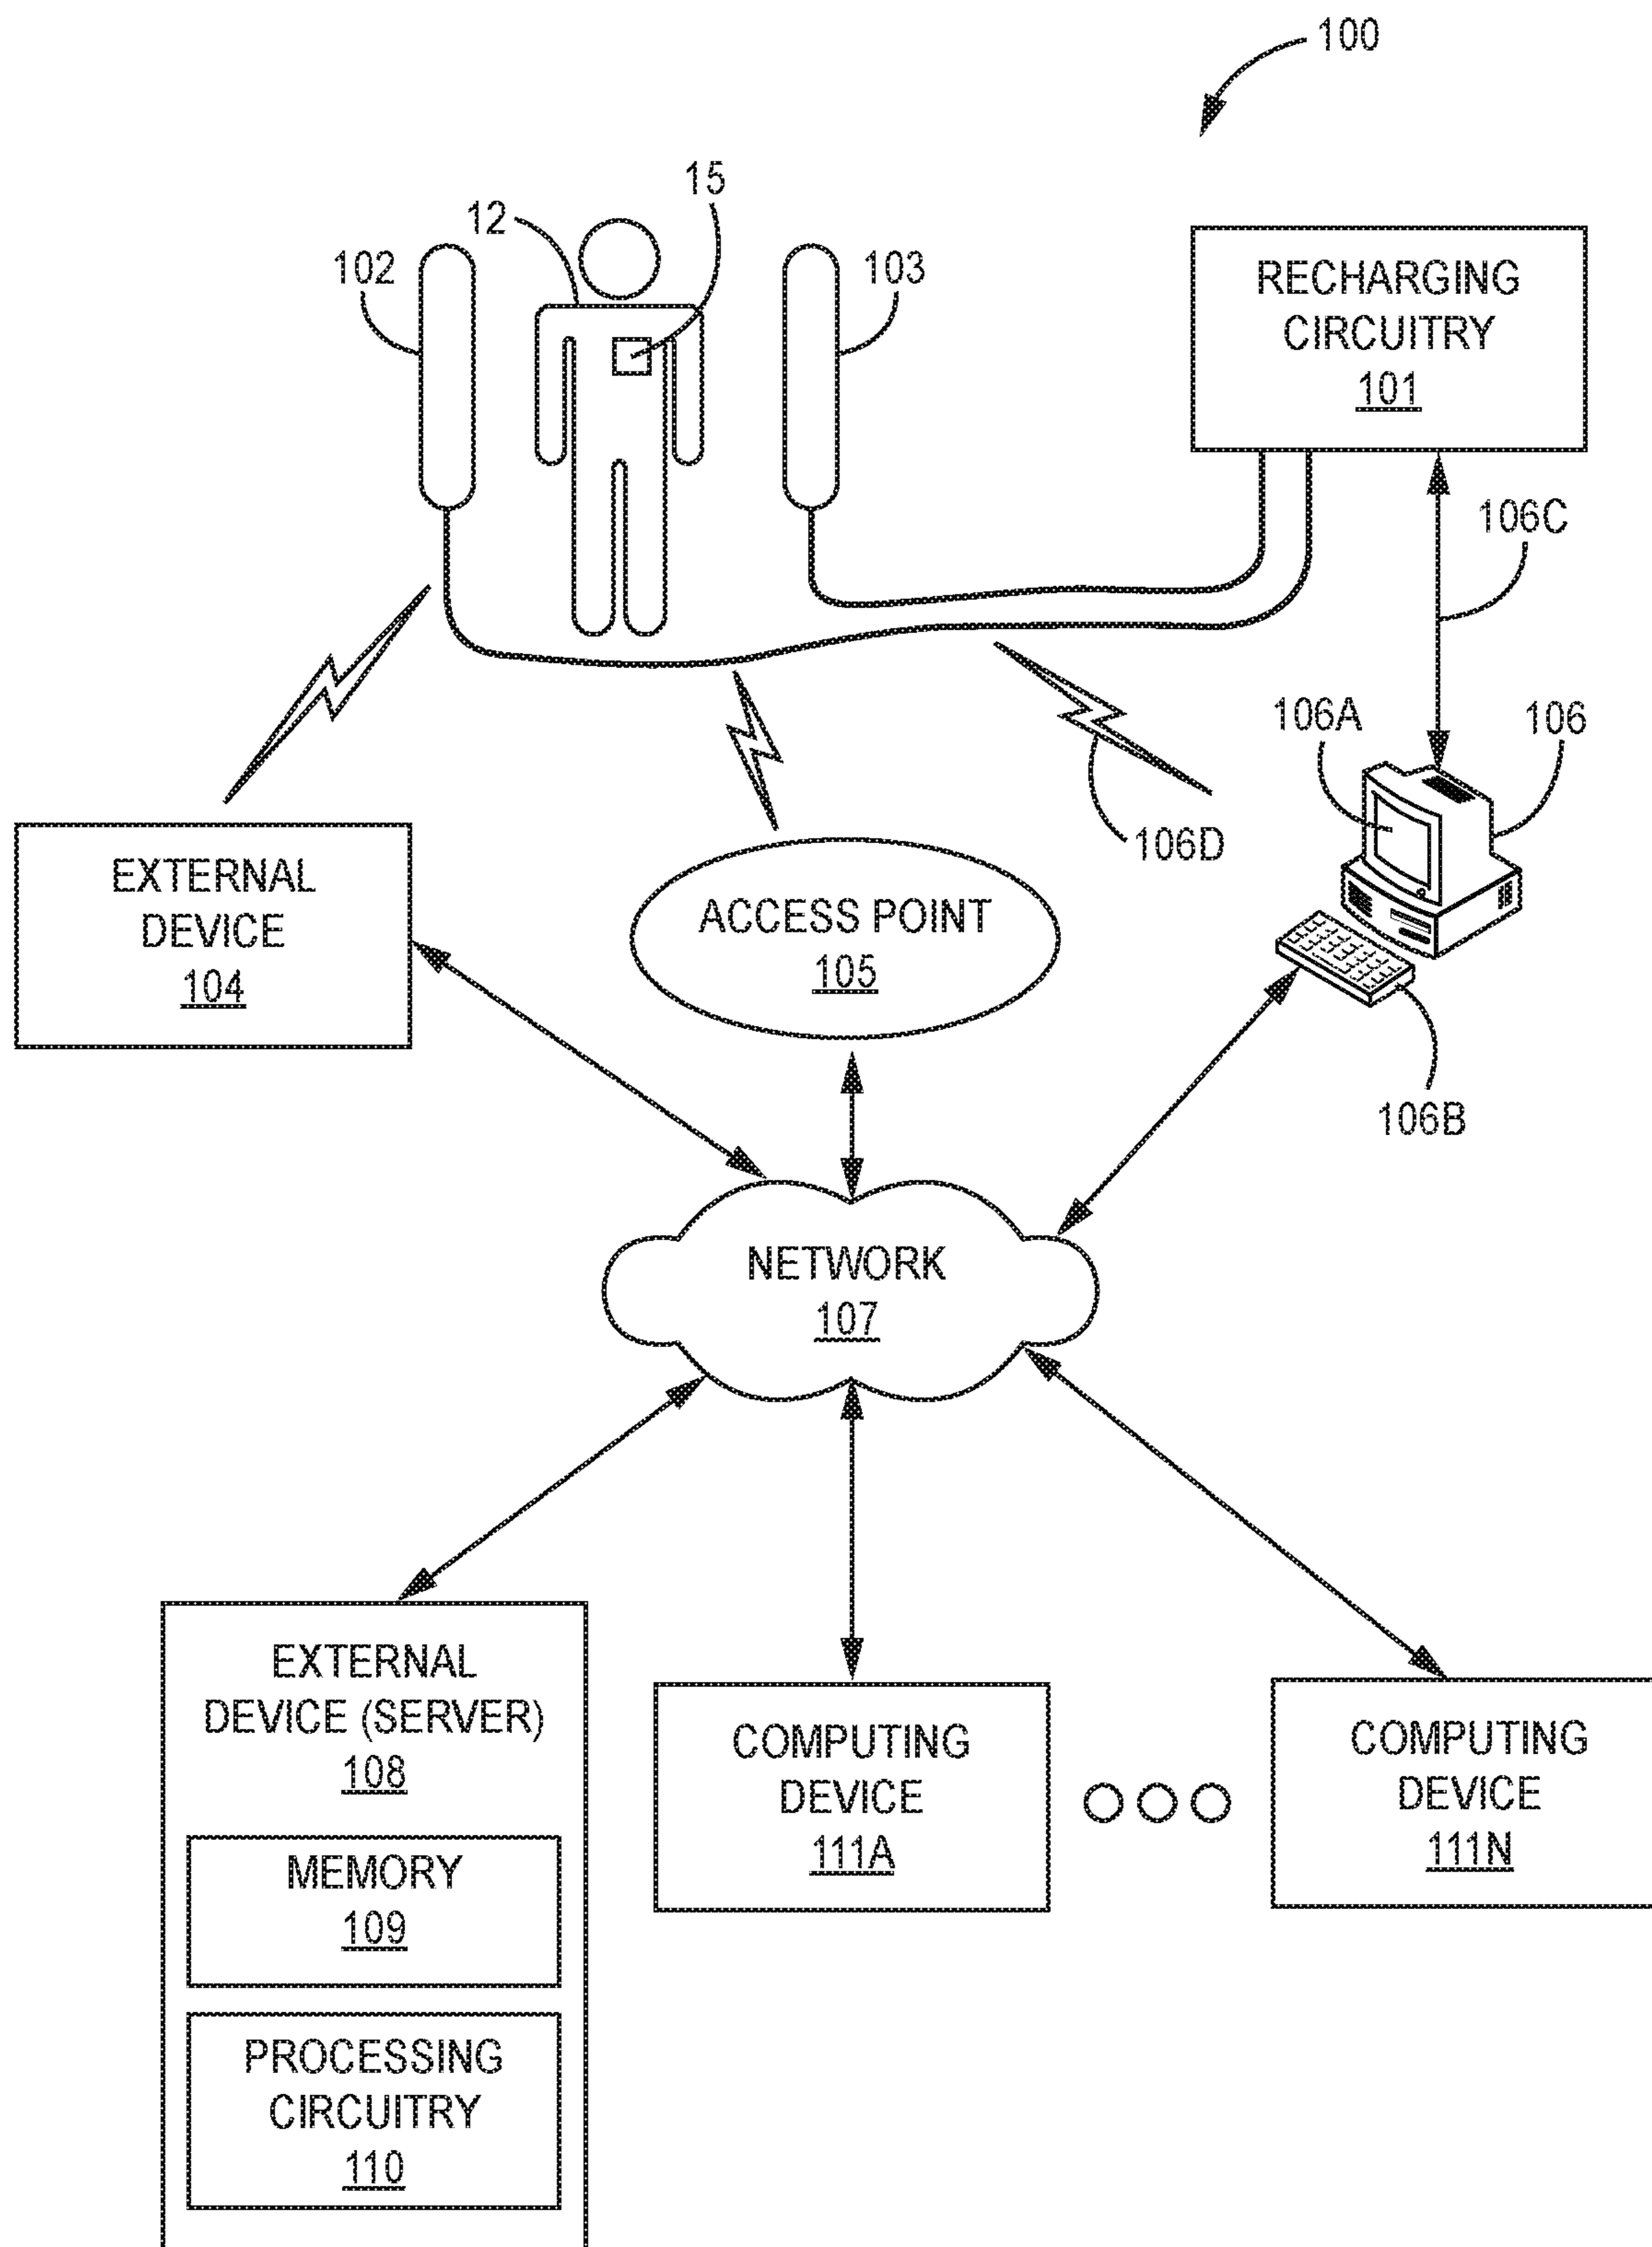 100
15
12
102
103
RECHARGING
CIRCUITRY
101
106C
106A
106
106D
EXTERNAL
DEVICE
104
ACCESS POINT
105
106B
NETWORK
107
EXTERNAL
DEVICE (SERVER)
108
MEMORY
109
PROCESSING
CIRCUITRY
110
COMPUTING
DEVICE
111A
COMPUTING
DEVICE
111N